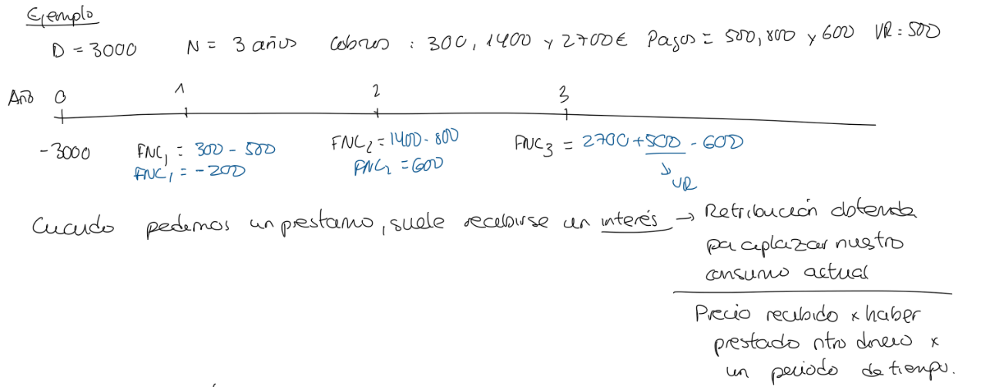 Ejemplo
D = 3000 N = 3 años Cobros : 300, 1400 y 2700€ Pagos = 500, 800 y 600 VR: 500
Año 0 1 2 3
-3000 FNC₁ = 300 - 500 FNC₂ = 1400 - 800 FNC₃ = 2700 + 500 - 600
FNC₁ = -200 FNC₂ = 600 VR
Cuando pedimos un prestamo, suele recibirse un interés → Retribución obtenida
pa aplazar nuestro
consumo actual
Precio recibido x haber
prestado ntro dinero x
un periodo de tiempo.